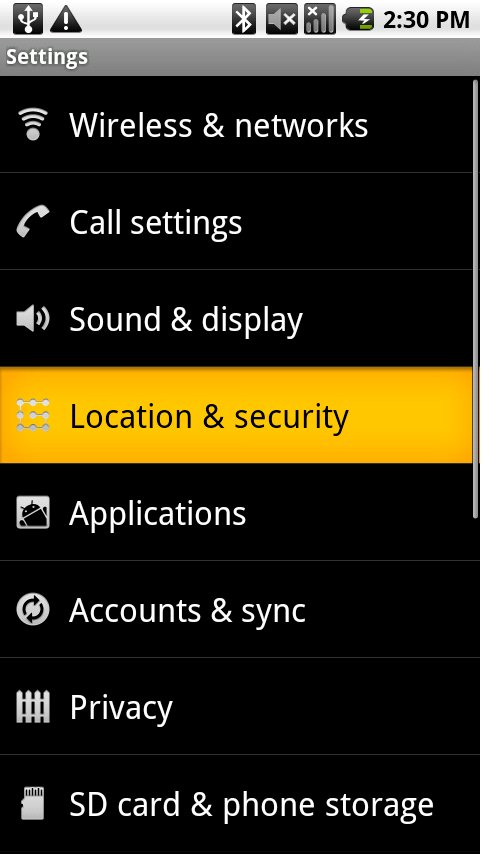 2:30 PM
Settings
Wireless & networks
Call settings
Sound & display
Location & security
Applications
Accounts & sync
Privacy
SD card & phone storage